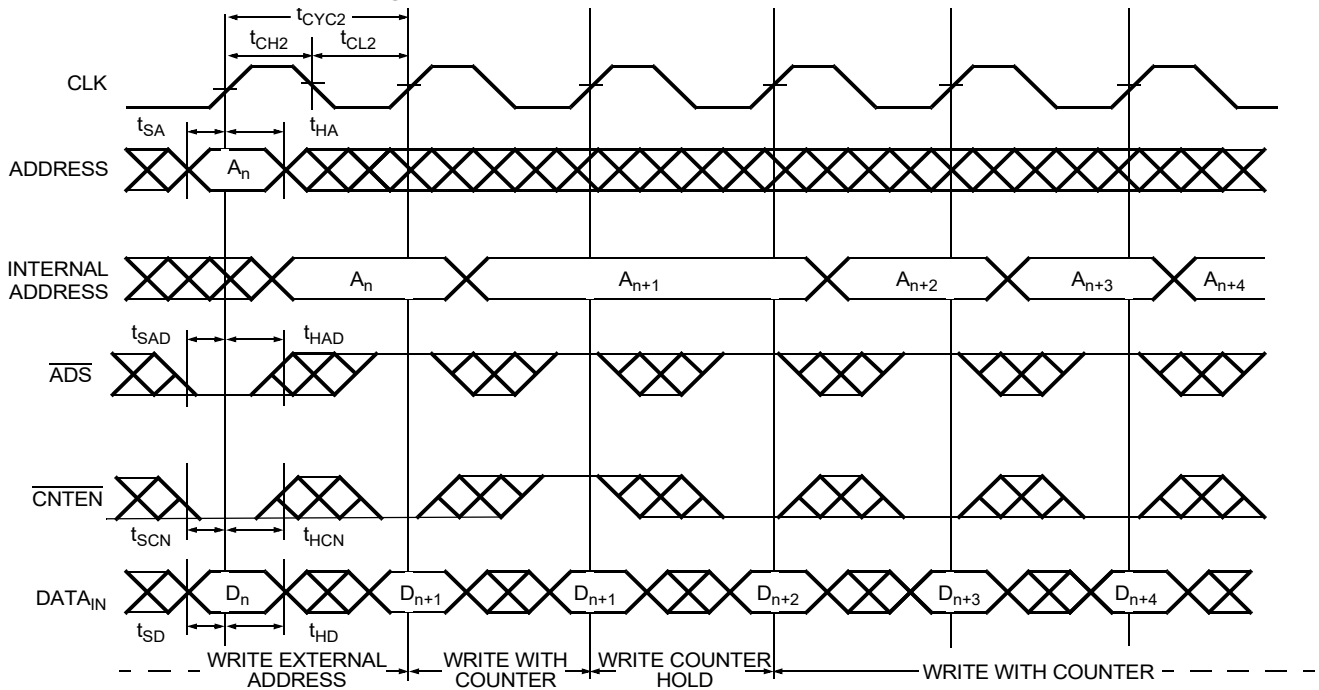 tCYC2
tCH2 tCL2
CLK
tSA tHA
ADDRESS An
INTERNAL
ADDRESS An An+1 An+2 An+3 An+4
tSAD tHAD
ADS
CNTEN
tSCN tHCN
DATAIN Dn Dn+1 Dn+1 Dn+2 Dn+3 Dn+4
tSD tHD
WRITE EXTERNAL
ADDRESS
WRITE WITH
COUNTER
WRITE COUNTER
HOLD
WRITE WITH COUNTER